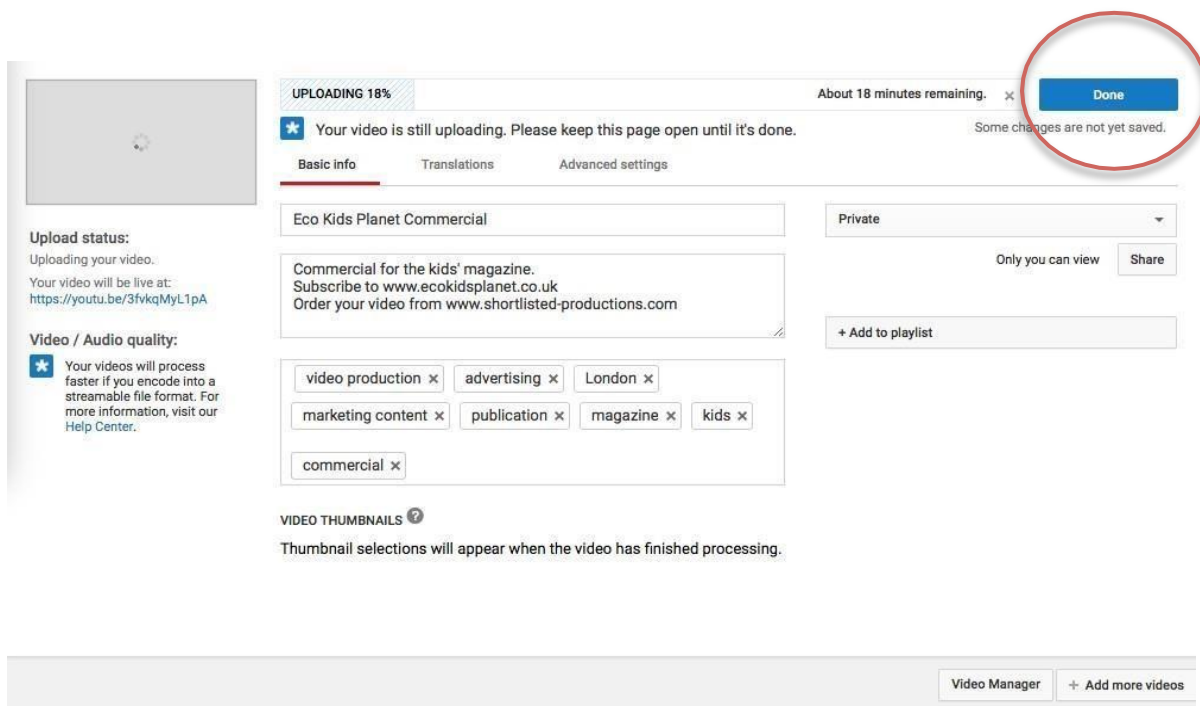 UPLOADING 18%
About 18 minutes remaining. ×
Done
Your video is still uploading. Please keep this page open until it's done.
Some changes are not yet saved.
Basic info Translations Advanced settings
Upload status:
Uploading your video.
Your video will be live at:
https://youtu.be/3fvkqMyL1pA
Video / Audio quality:
Your videos will process
faster if you encode into a
streamable file format. For
more information, visit our
Help Center.
Eco Kids Planet Commercial
Commercial for the kids' magazine.
Subscribe to www.ecokidsplanet.co.uk
Order your video from www.shortlisted-productions.com
video production × advertising × London ×
marketing content × publication × magazine × kids ×
commercial ×
VIDEO THUMBNAILS ?
Thumbnail selections will appear when the video has finished processing.
Private
Only you can view Share
+ Add to playlist
Video Manager + Add more videos